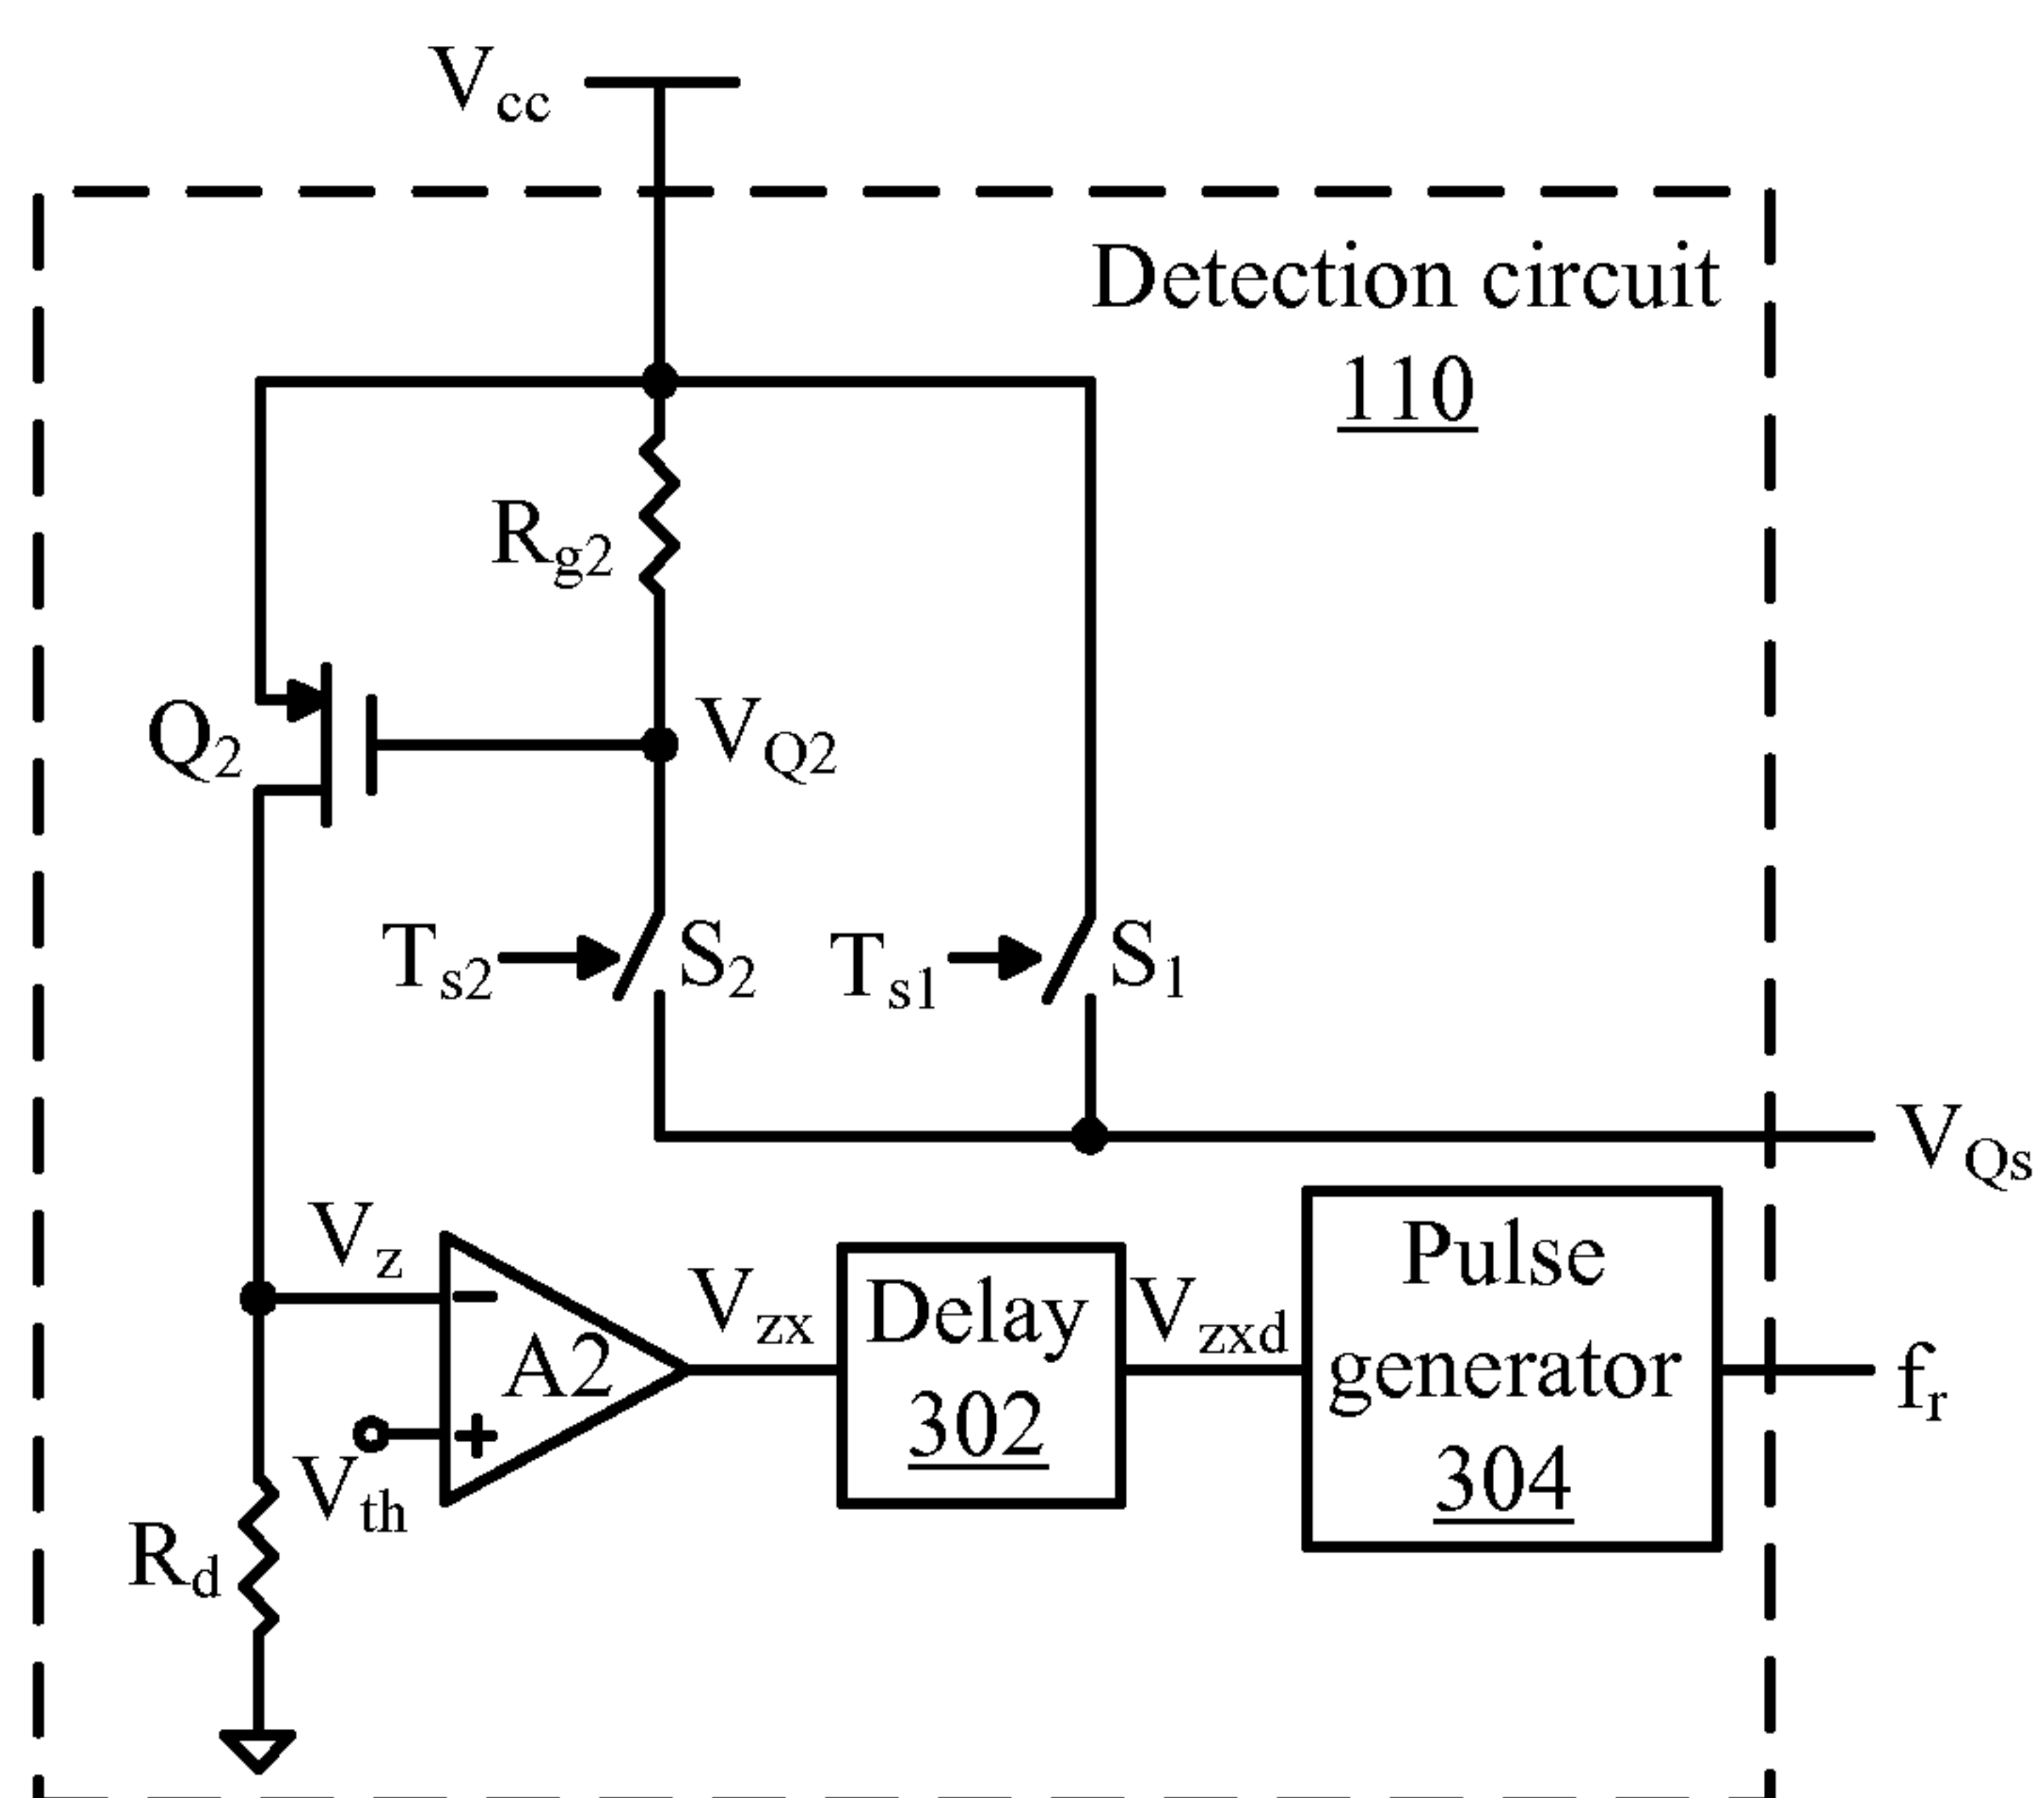 Vcc
Detection circuit
110
Rg2
Q2
VQ2
Ts2
S2
Ts1
S1
VQs
Vz
−
A2
+
Vth
Vzx
Delay
302
Vzxd
Pulse
generator
304
fr
Rd